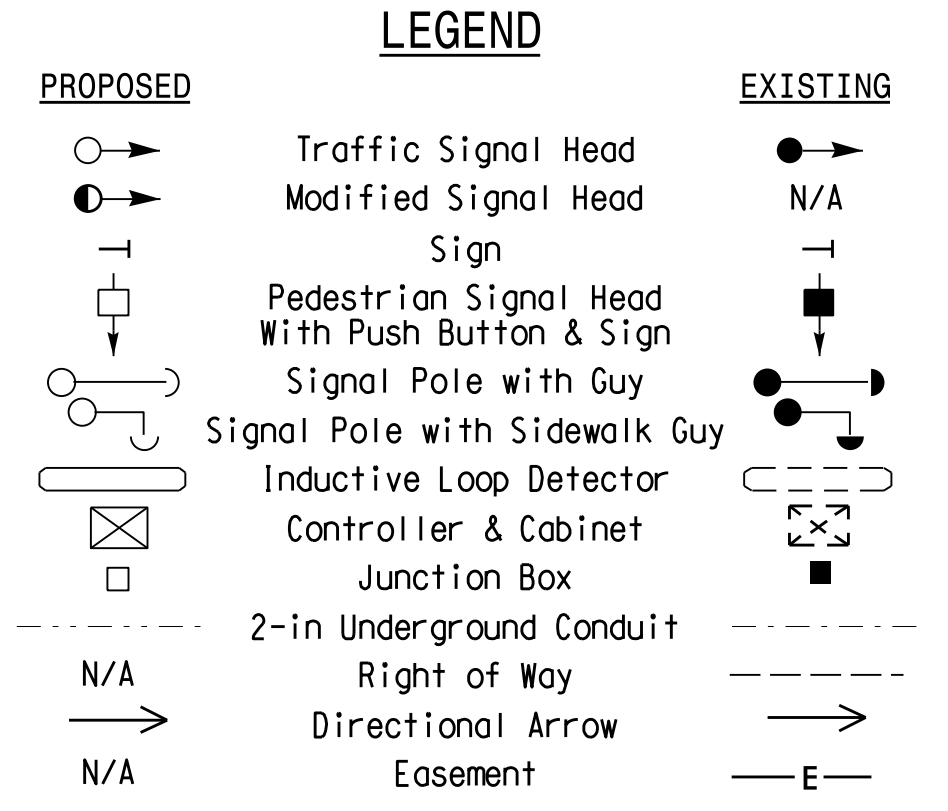 LEGEND
PROPOSED EXISTING
Traffic Signal Head
Modified Signal Head N/A
Sign
Pedestrian Signal Head
With Push Button & Sign
Signal Pole with Guy
Signal Pole with Sidewalk Guy
Inductive Loop Detector
Controller & Cabinet
Junction Box
2-in Underground Conduit
N/A Right of Way
Directional Arrow
N/A Easement E